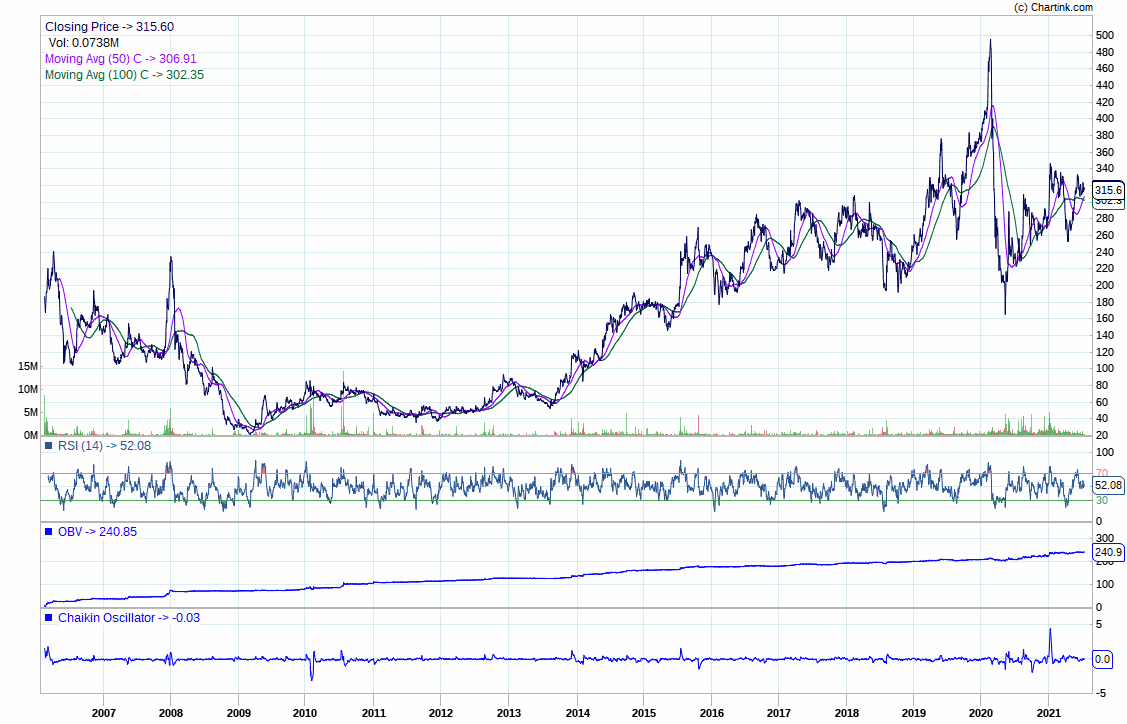 (c) Chartink.com
Closing Price -> 315.60
Vol: 0.0738M
Moving Avg (50) C -> 306.91
Moving Avg (100) C -> 302.35
500
480
460
440
420
400
380
360
340
315.6
302.3
280
260
240
220
200
180
160
140
120
100
80
60
40
20
15M
10M
5M
0M
RSI (14) -> 52.08
100
70
52.08
30
0
OBV -> 240.85
300
240.9
200
100
0
Chaikin Oscillator -> -0.03
5
0.0
-5
2007 2008 2009 2010 2011 2012 2013 2014 2015 2016 2017 2018 2019 2020 2021